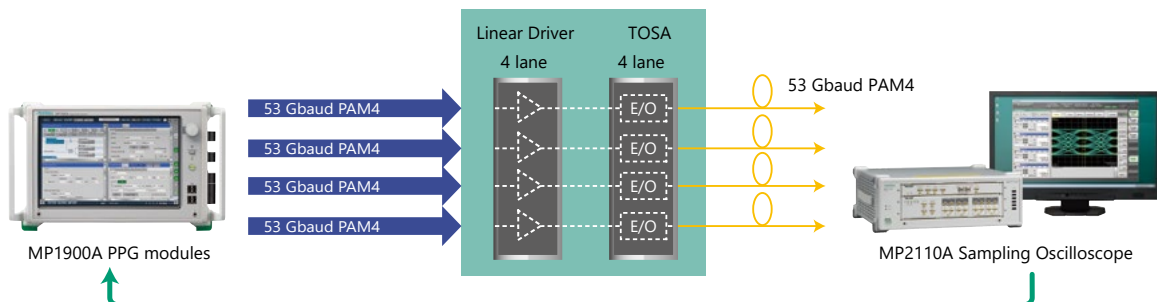 Linear Driver
TOSA
4 lane
4 lane
53 Gbaud PAM4
E/O
53 Gbaud PAM4
53 Gbaud PAM4
E/O
53 Gbaud PAM4
E/O
53 Gbaud PAM4
E/O
MP1900A PPG modules
MP2110A Sampling Oscilloscope